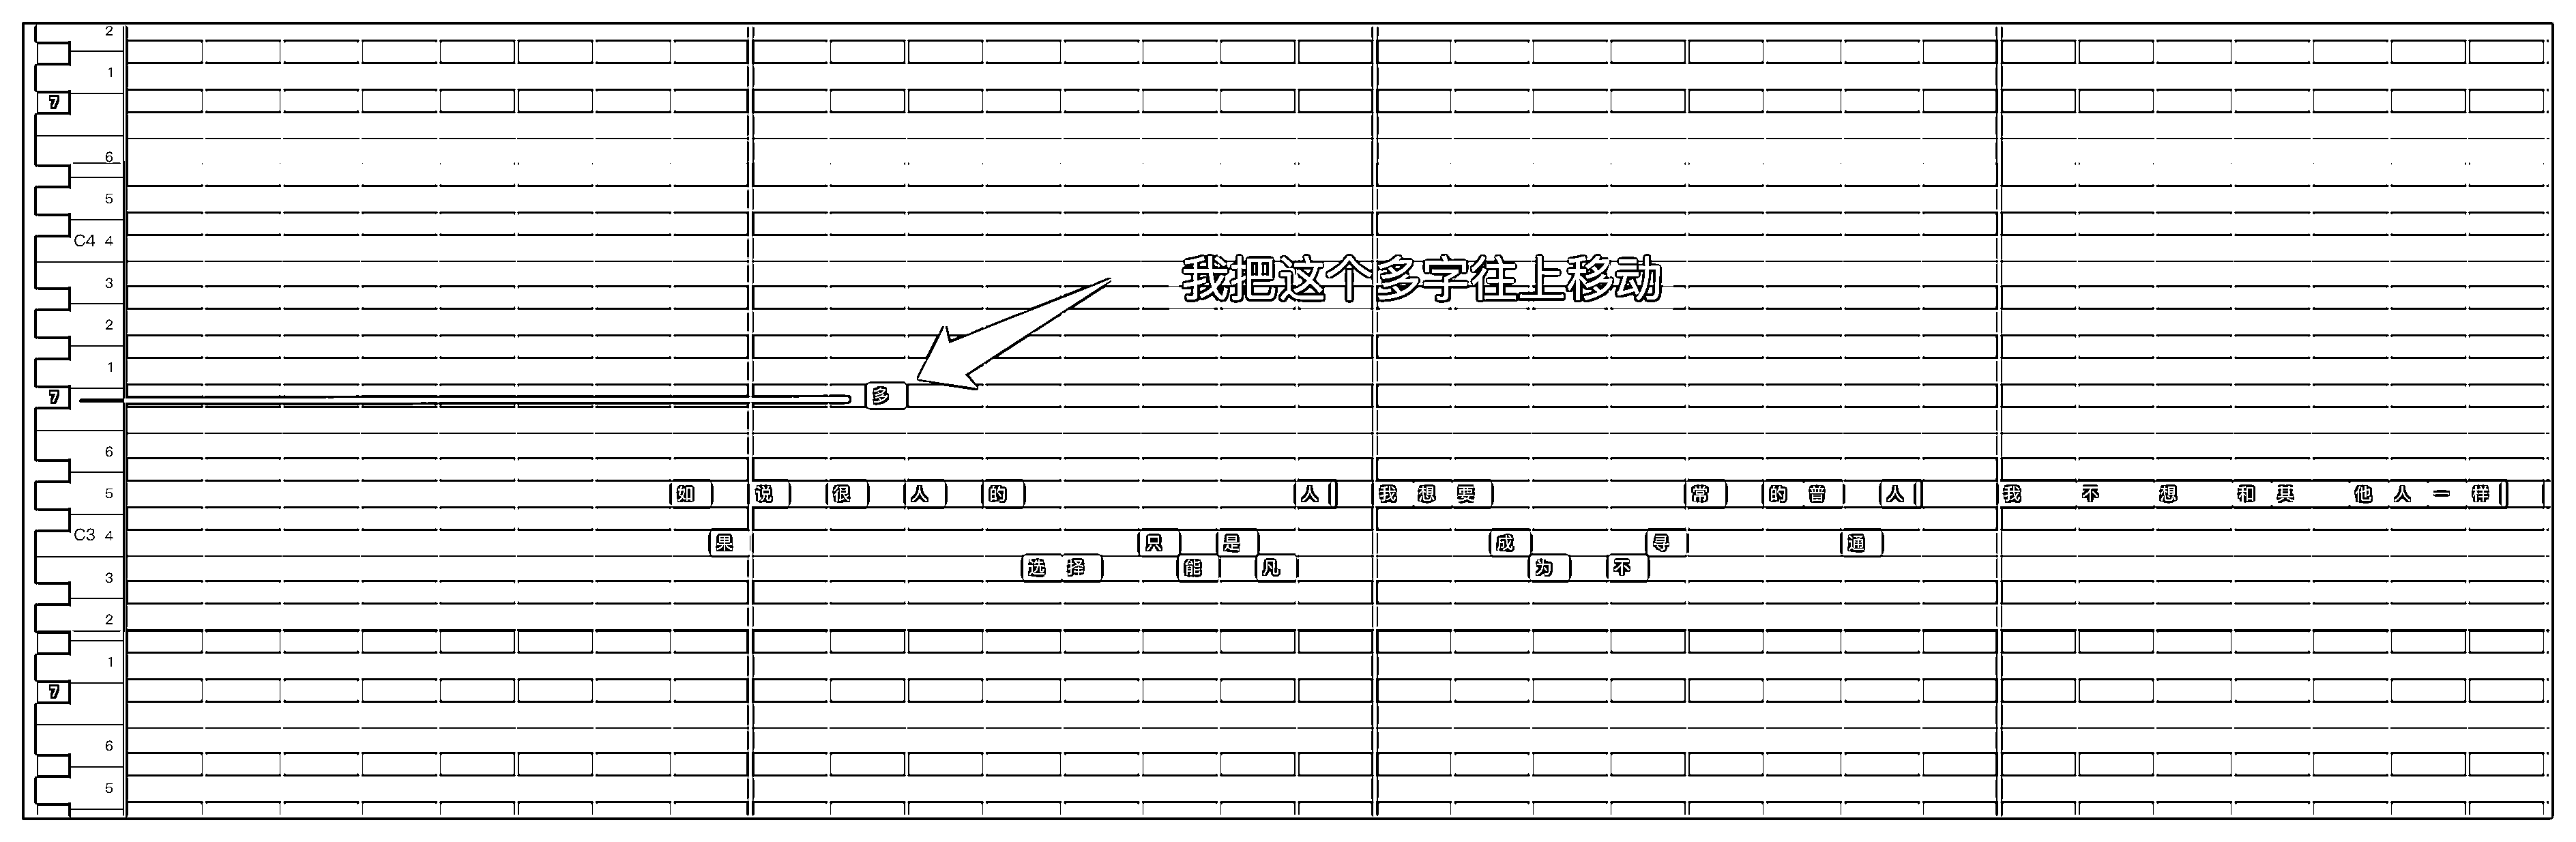 2
1
7
6
5
C4 4
我把这个多字往上移动
3
2
1
7 多
6
5 如 说 很 人 的 人 我 想 要 常 的 普 人 我 不 想 和 其 他 人 一 样
C3 4 果 只 是 成 寻 通
3 选 择 能 凡 为 不
2
1
7
6
5